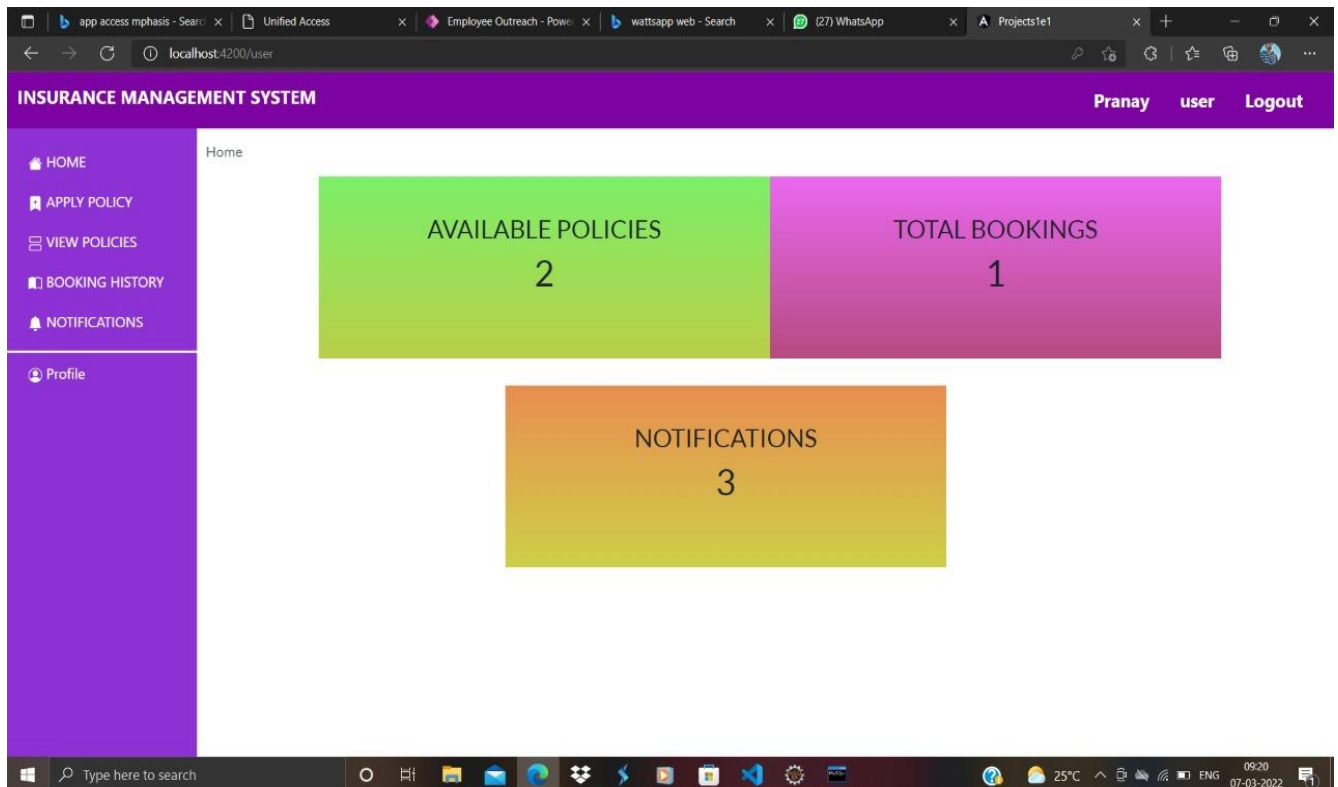 app access mphasis - Searc
Unified Access
Employee Outreach - Power
wattsapp web - Search
(27) WhatsApp
Projects1e1
localhost:4200/user
INSURANCE MANAGEMENT SYSTEM
Pranay user Logout
HOME
APPLY POLICY
VIEW POLICIES
BOOKING HISTORY
NOTIFICATIONS
Profile
Home
AVAILABLE POLICIES
2
TOTAL BOOKINGS
1
NOTIFICATIONS
3
Type here to search
25°C
ENG
09:20
07-03-2022